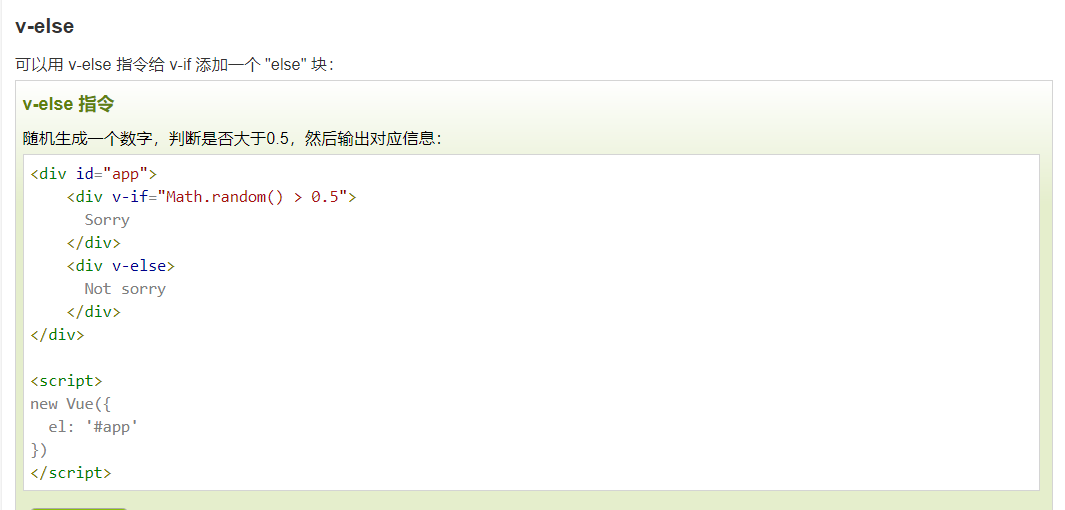 v-else
可以用 v-else 指令给 v-if 添加一个 "else" 块：
v-else 指令
随机生成一个数字，判断是否大于0.5，然后输出对应信息：
<div id="app">
    <div v-if="Math.random() > 0.5">
      Sorry
    </div>
    <div v-else>
      Not sorry
    </div>
</div>

<script>
new Vue({
  el: '#app'
})
</script>